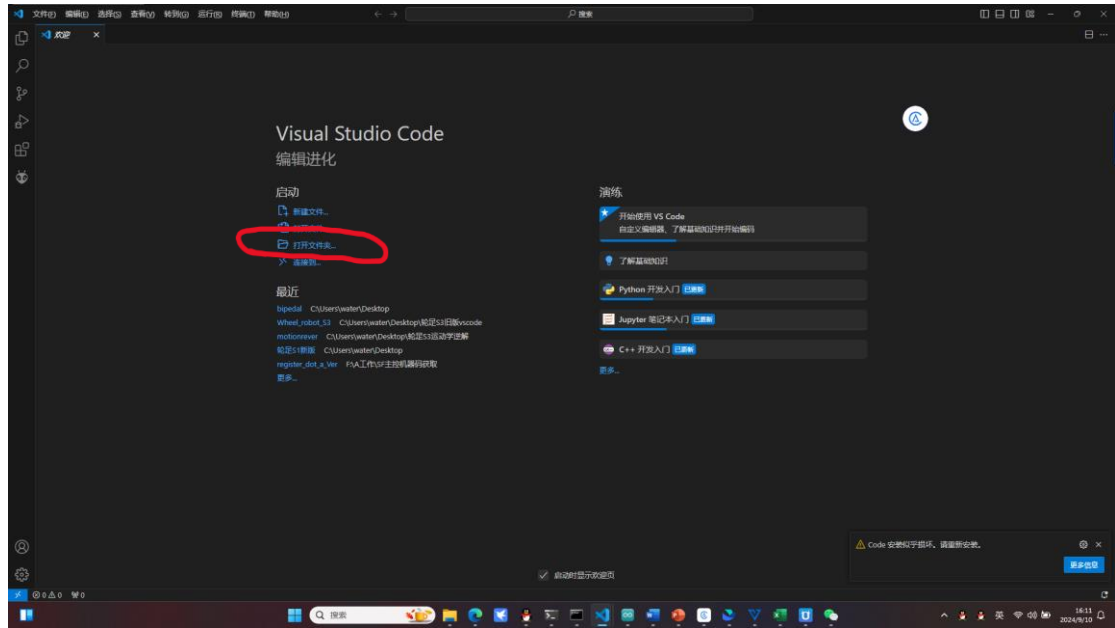 文件(F) 编辑(E) 选择(S) 查看(V) 转到(G) 运行(R) 终端(T) 帮助(H)
搜索
欢迎
Visual Studio Code
编辑进化
启动
新建文件...
打开文件夹...
连接到...
最近
bipedal C:\Users\water\Desktop
Wheel_robot_S3 C:\Users\water\Desktop\轮足S3旧版vscode
motionrever C:\Users\water\Desktop\轮足S3运动学逆解
轮足S1新版 C:\Users\water\Desktop
register_dot_a_Ver F:\A工作\SF主控机器码获取
更多...
演练
开始使用 VS Code
自定义编辑器、了解基础知识并开始编码
了解基础知识
Python 开发入门 已更新
Jupyter 笔记本入门 已更新
C++ 开发入门 已更新
更多...
Code 安装似乎损坏。请重新安装。
更多信息
启动时显示欢迎页
0 0 0
搜索
英
16:11
2024/9/10